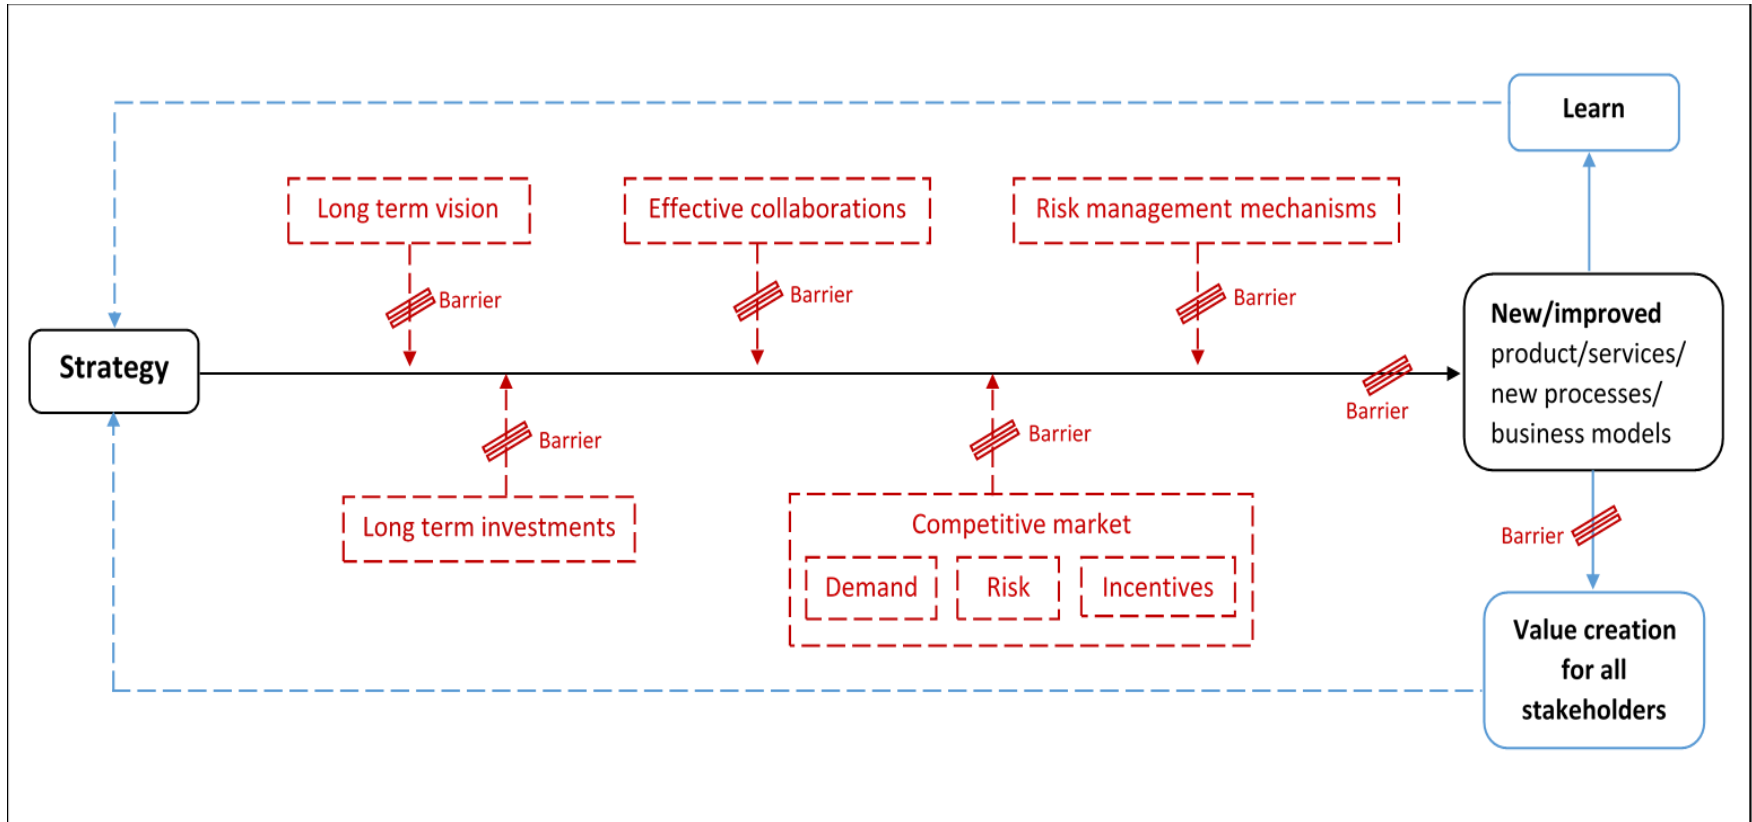 Learn
Long term vision
Effective collaborations
Risk management mechanisms
Barrier
Barrier
Barrier
Strategy
New/improved
product/services/
new processes/
business models
Barrier
Barrier
Barrier
Long term investments
Competitive market
Demand
Risk
Incentives
Barrier
Value creation
for all
stakeholders